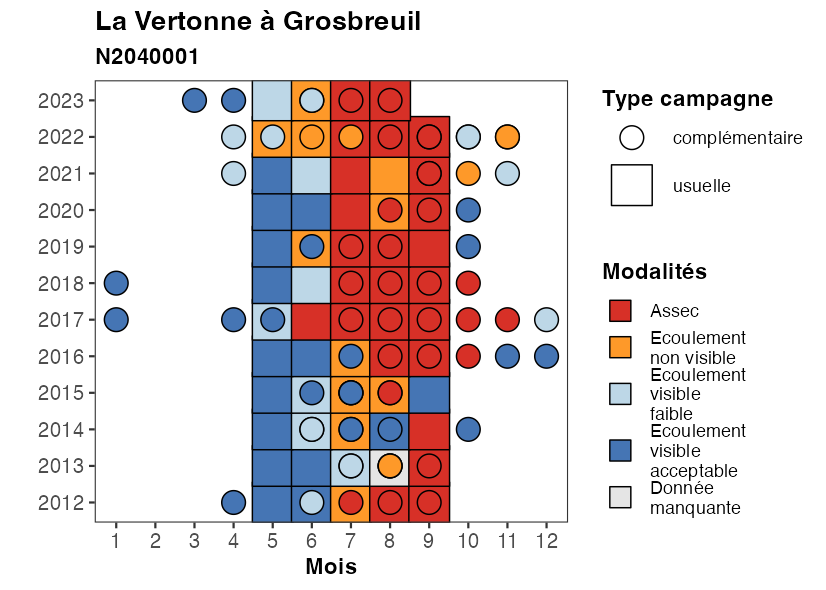 La Vertonne à Grosbreuil
N2040001
2023
2022
2021
2020
2019
2018
2017
2016
2015
2014
2013
2012
1 2 3 4 5 6 7 8 9 10 11 12
Mois
Type campagne
complémentaire
usuelle
Modalités
Assec
Ecoulement
non visible
Ecoulement
visible
faible
Ecoulement
visible
acceptable
Donnée
manquante